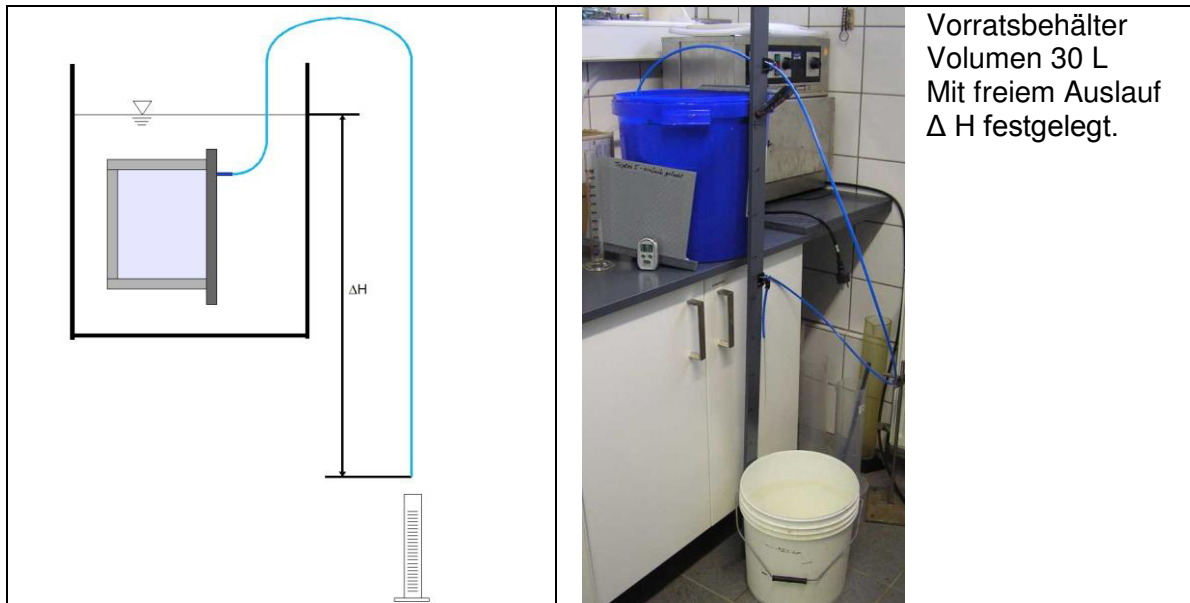 ΔH
Vorratsbehälter
Volumen 30 L
Mit freiem Auslauf
Δ H festgelegt.